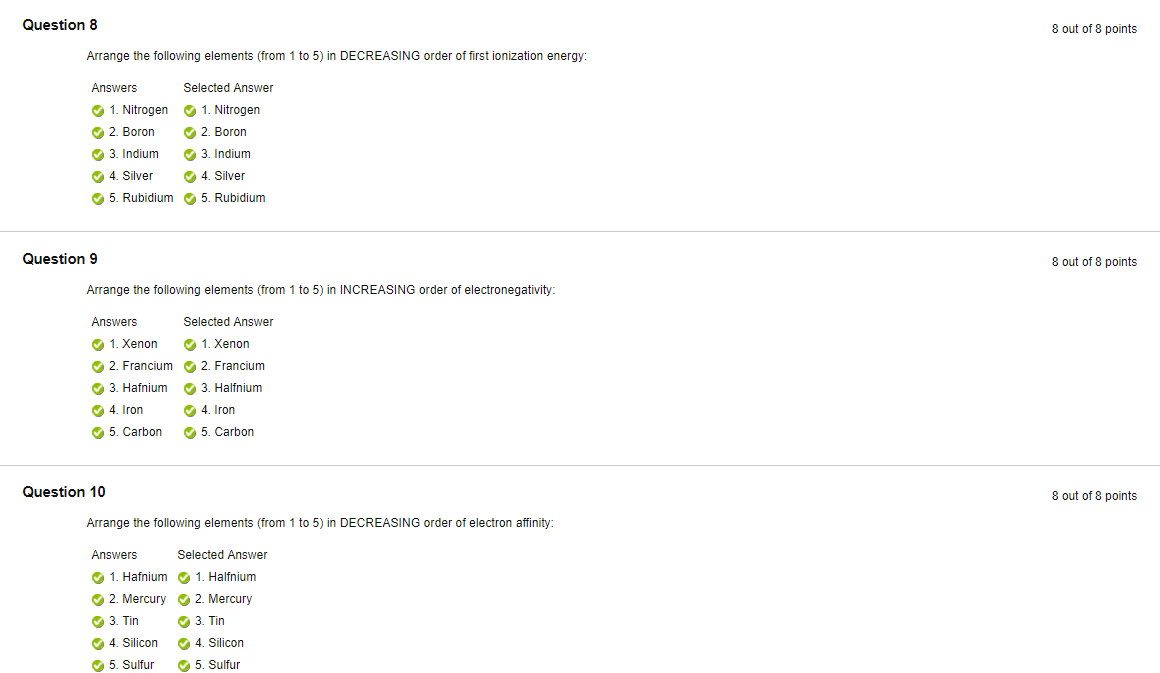 Question 8
8 out of 8 points
Arrange the following elements (from 1 to 5) in DECREASING order of first ionization energy:
Answers Selected Answer
1. Nitrogen 1. Nitrogen
2. Boron 2. Boron
3. Indium 3. Indium
4. Silver 4. Silver
5. Rubidium 5. Rubidium
Question 9
8 out of 8 points
Arrange the following elements (from 1 to 5) in INCREASING order of electronegativity:
Answers Selected Answer
1. Xenon 1. Xenon
2. Francium 2. Francium
3. Hafnium 3. Halfnium
4. Iron 4. Iron
5. Carbon 5. Carbon
Question 10
8 out of 8 points
Arrange the following elements (from 1 to 5) in DECREASING order of electron affinity:
Answers Selected Answer
1. Hafnium 1. Halfnium
2. Mercury 2. Mercury
3. Tin 3. Tin
4. Silicon 4. Silicon
5. Sulfur 5. Sulfur